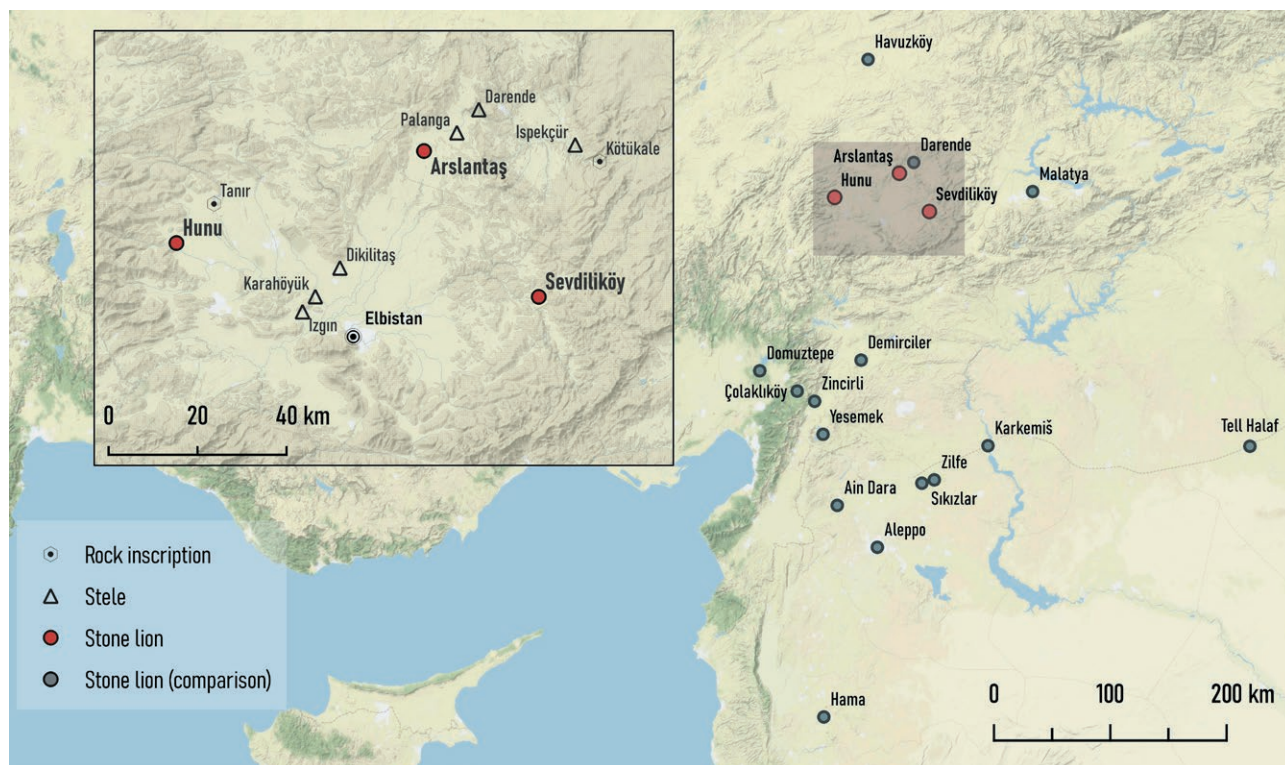 Darende
Palanga
Ispekçür
Kötükale
Arslantaş
Tanır
Hunu
Dikilitaş
Karahöyük
Izgın
Elbistan
Sevdiliköy
0 20 40 km
Rock inscription
Stele
Stone lion
Stone lion (comparison)
Havuzköy
Darende
Arslantaş
Hunu
Malatya
Sevdiliköy
Demirciler
Domuztepe
Çolaklıköy
Zincirli
Yesemek
Karkemiš
Tell Halaf
Zilfe
Sıkızlar
Ain Dara
Aleppo
Hama
0 100 200 km